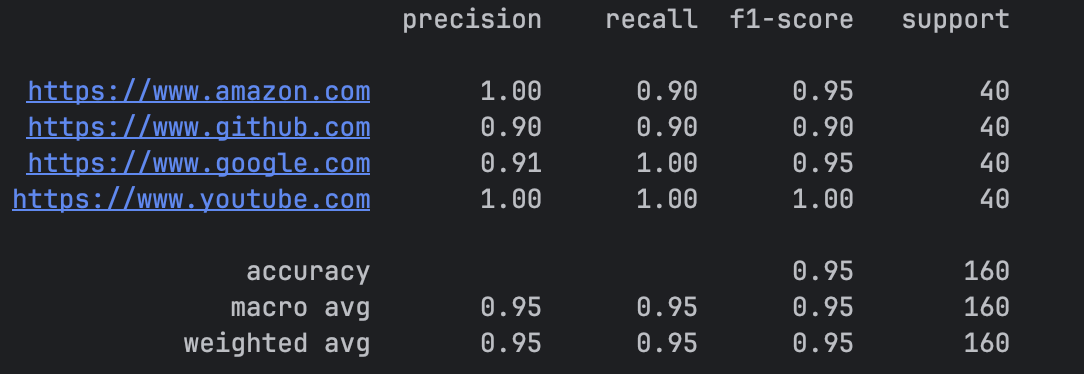 precision recall f1-score support
https://www.amazon.com 1.00 0.90 0.95 40
https://www.github.com 0.90 0.90 0.90 40
https://www.google.com 0.91 1.00 0.95 40
https://www.youtube.com 1.00 1.00 1.00 40
accuracy 0.95 160
macro avg 0.95 0.95 0.95 160
weighted avg 0.95 0.95 0.95 160